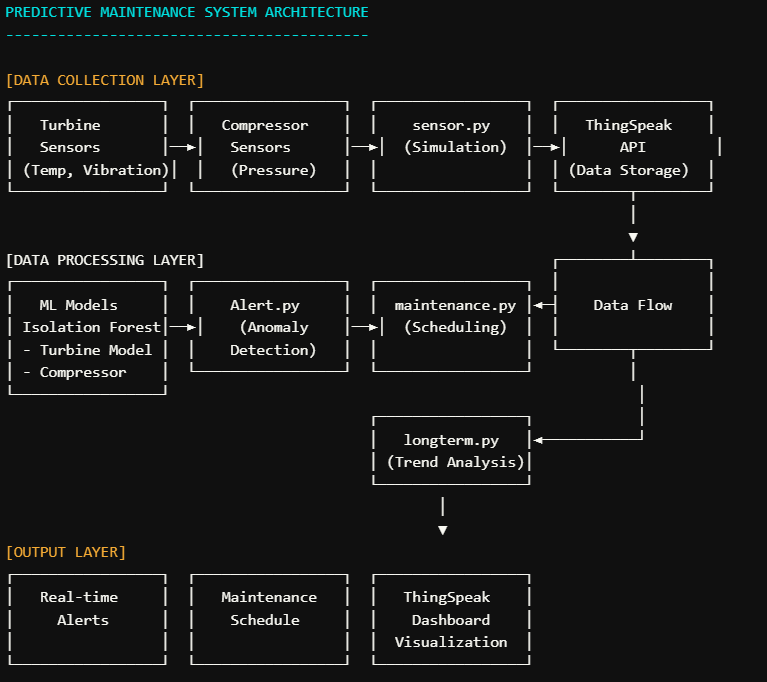 PREDICTIVE MAINTENANCE SYSTEM ARCHITECTURE
------------------------------------------
[DATA COLLECTION LAYER]
Turbine
Sensors
(Temp, Vibration)
Compressor
Sensors
(Pressure)
sensor.py
(Simulation)
ThingSpeak
API
(Data Storage)
[DATA PROCESSING LAYER]
ML Models
Isolation Forest
- Turbine Model
- Compressor
Alert.py
(Anomaly
Detection)
maintenance.py
(Scheduling)
Data Flow
longterm.py
(Trend Analysis)
[OUTPUT LAYER]
Real-time
Alerts
Maintenance
Schedule
ThingSpeak
Dashboard
Visualization